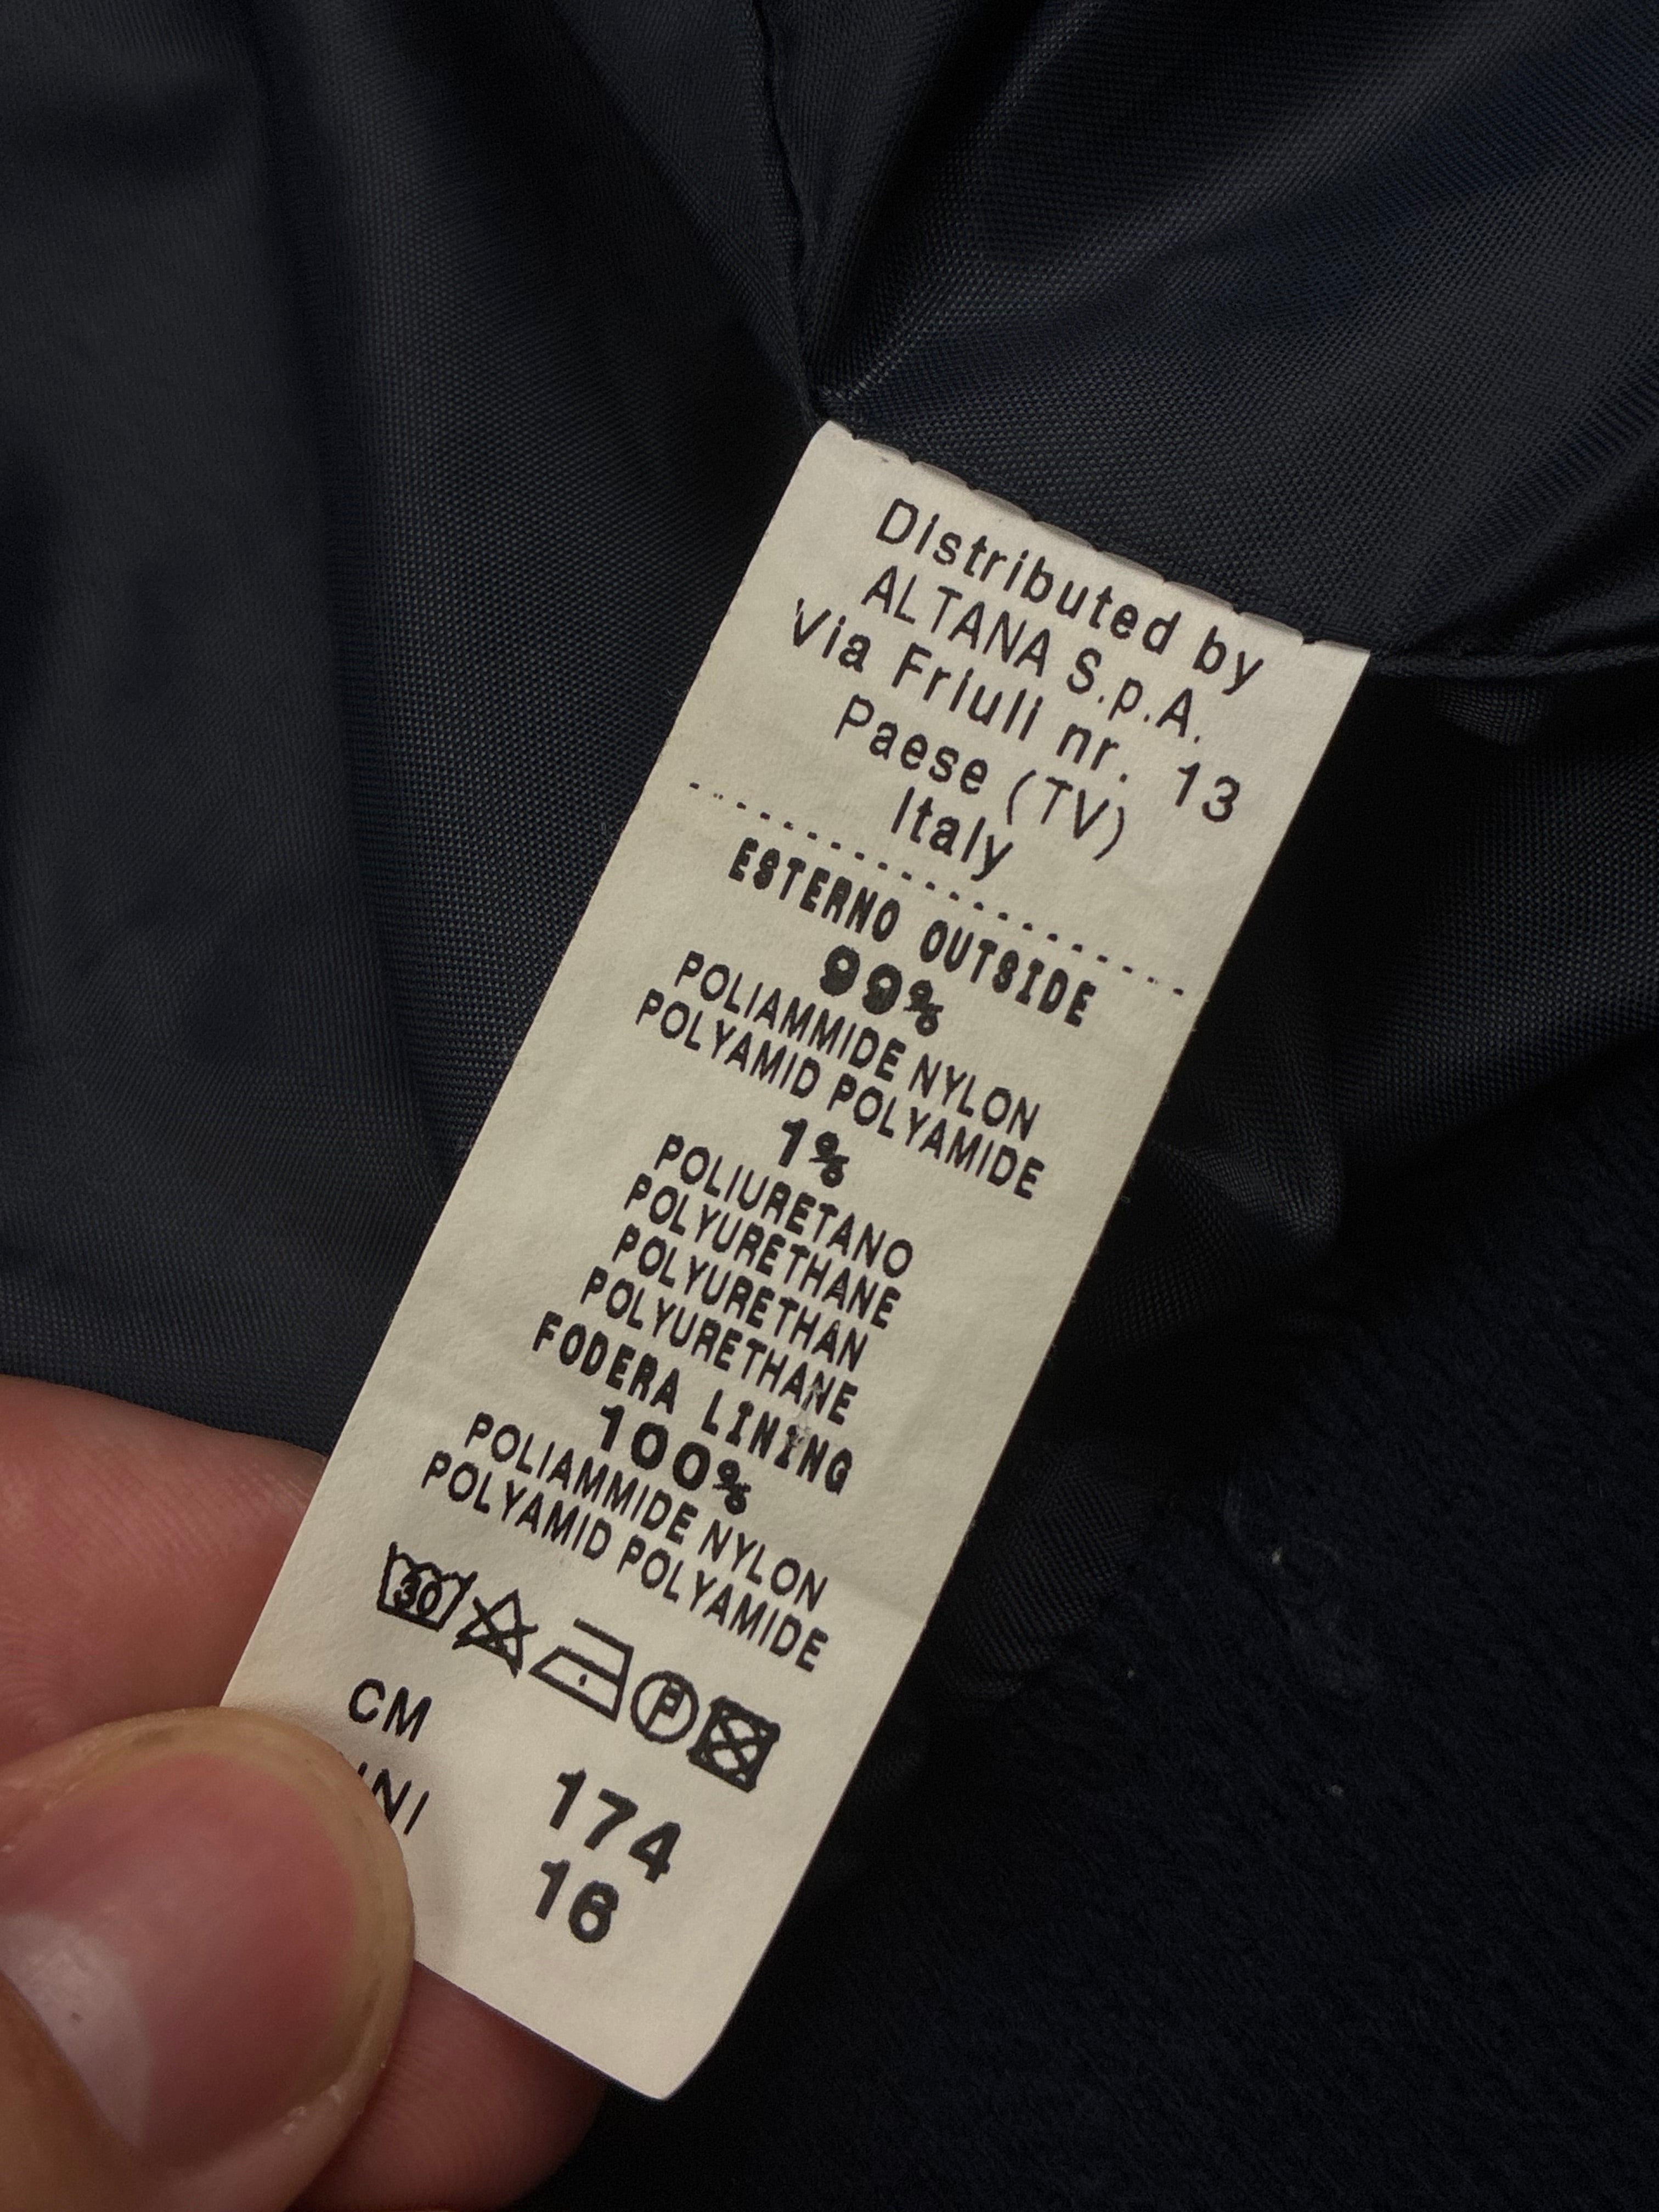 Distributed by
ALTANA S.p.A.
Via Friuli nr. 13
Paese (TV)
Italy
ESTERNO OUTSIDE
99%
POLIAMMIDE NYLON
POLYAMID POLYAMIDE
1%
POLIURETANO
POLYURETHANE
POLYURETHAN
POLYURETHANE
FODERA LINING
100%
POLIAMMIDE NYLON
POLYAMID POLYAMIDE
30 P
CM 174
16